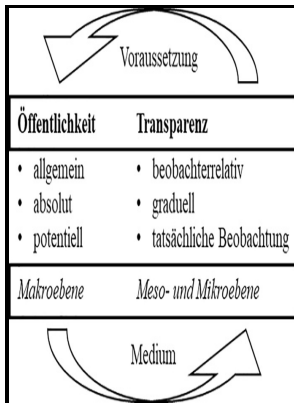 Voraussetzung
Öffentlichkeit Transparenz
• allgemein • beobachterrelativ
• absolut • graduell
• potentiell • tatsächliche Beobachtung
Makroebene Meso- und Mikroebene
Medium